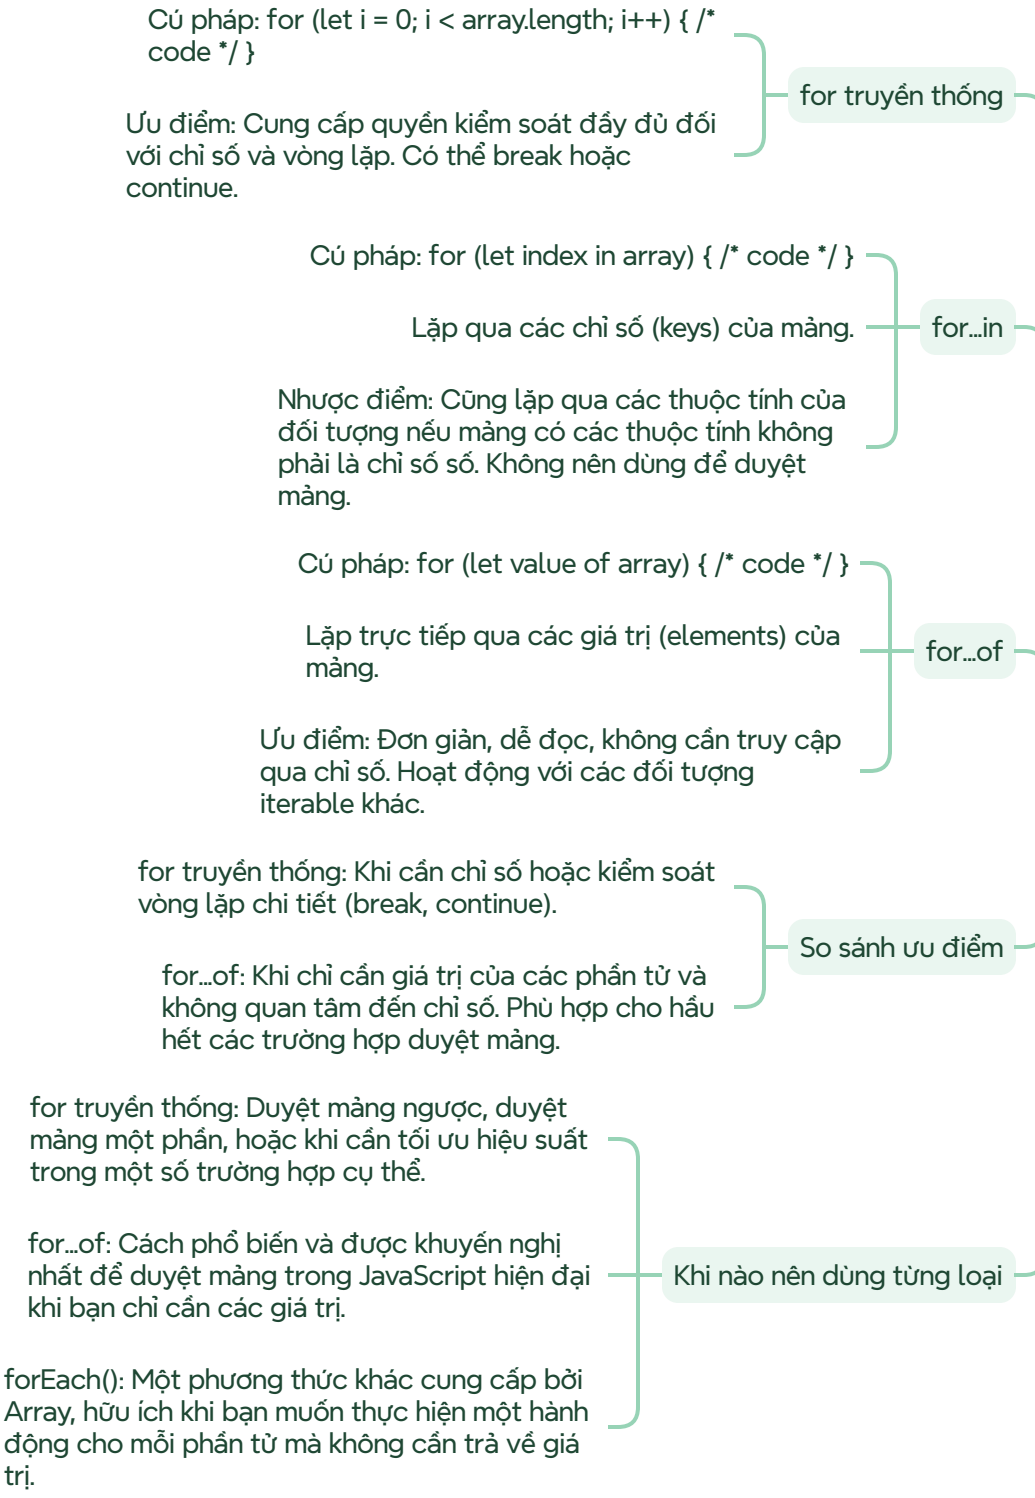 Cú pháp: for (let i = 0; i < array.length; i++) { /*
code */ }
for truyền thống
Ưu điểm: Cung cấp quyền kiểm soát đầy đủ đối
với chỉ số và vòng lặp. Có thể break hoặc
continue.
Cú pháp: for (let index in array) { /* code */ }
Lặp qua các chỉ số (keys) của mảng.
for...in
Nhược điểm: Cũng lặp qua các thuộc tính của
đối tượng nếu mảng có các thuộc tính không
phải là chỉ số số. Không nên dùng để duyệt
mảng.
Cú pháp: for (let value of array) { /* code */ }
Lặp trực tiếp qua các giá trị (elements) của
mảng.
for...of
Ưu điểm: Đơn giản, dễ đọc, không cần truy cập
qua chỉ số. Hoạt động với các đối tượng
iterable khác.
for truyền thống: Khi cần chỉ số hoặc kiểm soát
vòng lặp chi tiết (break, continue).
So sánh ưu điểm
for...of: Khi chỉ cần giá trị của các phần tử và
không quan tâm đến chỉ số. Phù hợp cho hầu
hết các trường hợp duyệt mảng.
for truyền thống: Duyệt mảng ngược, duyệt
mảng một phần, hoặc khi cần tối ưu hiệu suất
trong một số trường hợp cụ thể.
for...of: Cách phổ biến và được khuyến nghị
nhất để duyệt mảng trong JavaScript hiện đại
khi bạn chỉ cần các giá trị.
Khi nào nên dùng từng loại
forEach(): Một phương thức khác cung cấp bởi
Array, hữu ích khi bạn muốn thực hiện một hành
động cho mỗi phần tử mà không cần trả về giá
trị.